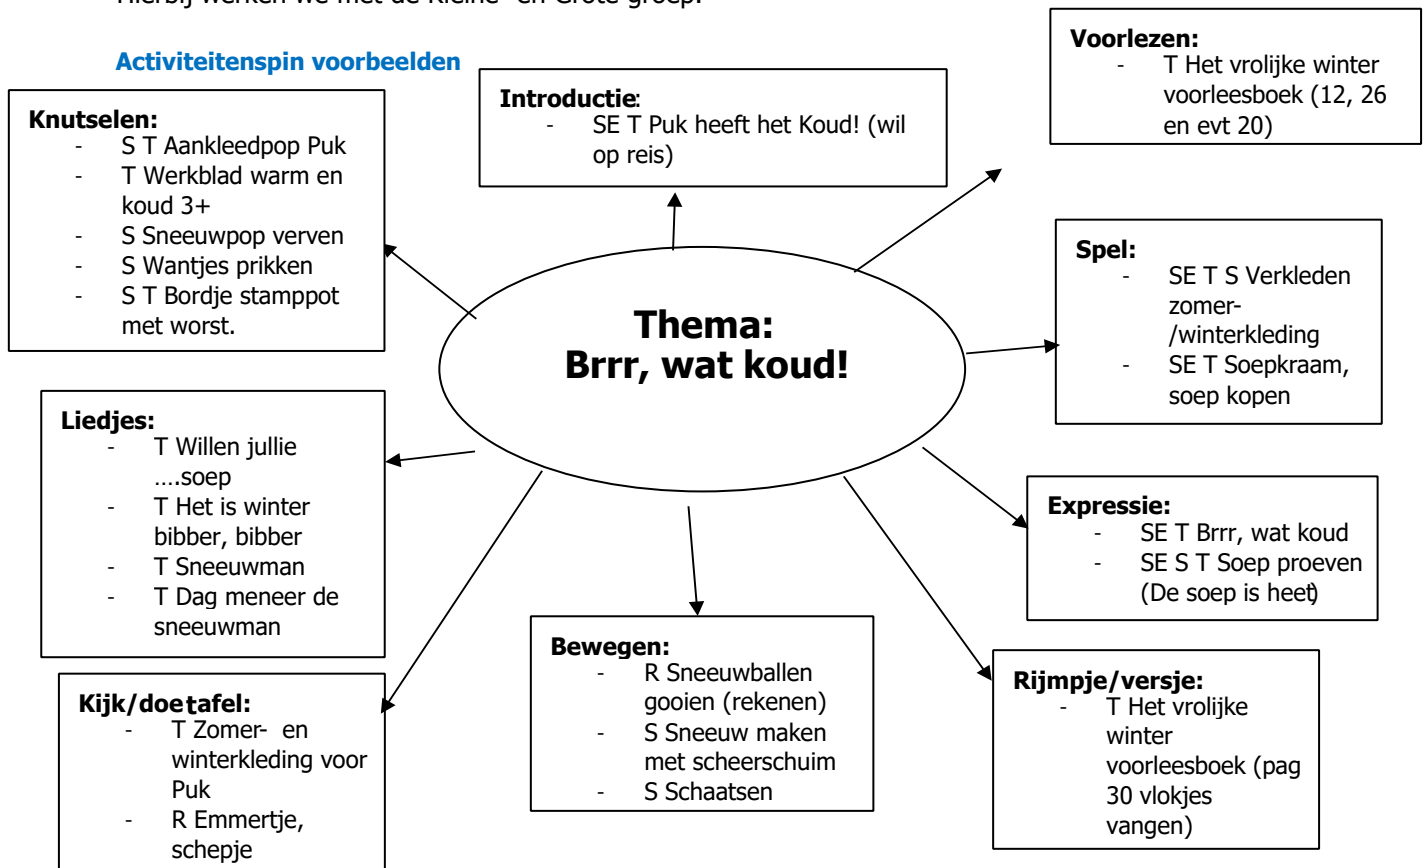 Hierbij werken we met de Kleine- en Grote groep.
Activiteitenspin voorbeelden
Knutselen:
- S T Aankleedpop Puk
- T Werkblad warm en
koud 3+
- S Sneeuwpop verven
- S Wantjes prikken
- S T Bordje stamppot
met worst.
Introductie:
- SE T Puk heeft het Koud! (wil
op reis)
Voorlezen:
- T Het vrolijke winter
voorleesboek (12, 26
en evt 20)
Thema:
Brrr, wat koud!
Spel:
- SE T S Verkleden
zomer-
/winterkleding
- SE T Soepkraam,
soep kopen
Liedjes:
- T Willen jullie
....soep
- T Het is winter
bibber, bibber
- T Sneeuwman
- T Dag meneer de
sneeuwman
Expressie:
- SE T Brrr, wat koud
- SE S T Soep proeven
(De soep is heet)
Kijk/doe tafel:
- T Zomer- en
winterkleding voor
Puk
- R Emmertje,
schepje
Bewegen:
- R Sneeuwballen
gooien (rekenen)
- S Sneeuw maken
met scheerschuim
- S Schaatsen
Rijmpje/versje:
- T Het vrolijke
winter
voorleesboek (pag
30 vlokjes
vangen)